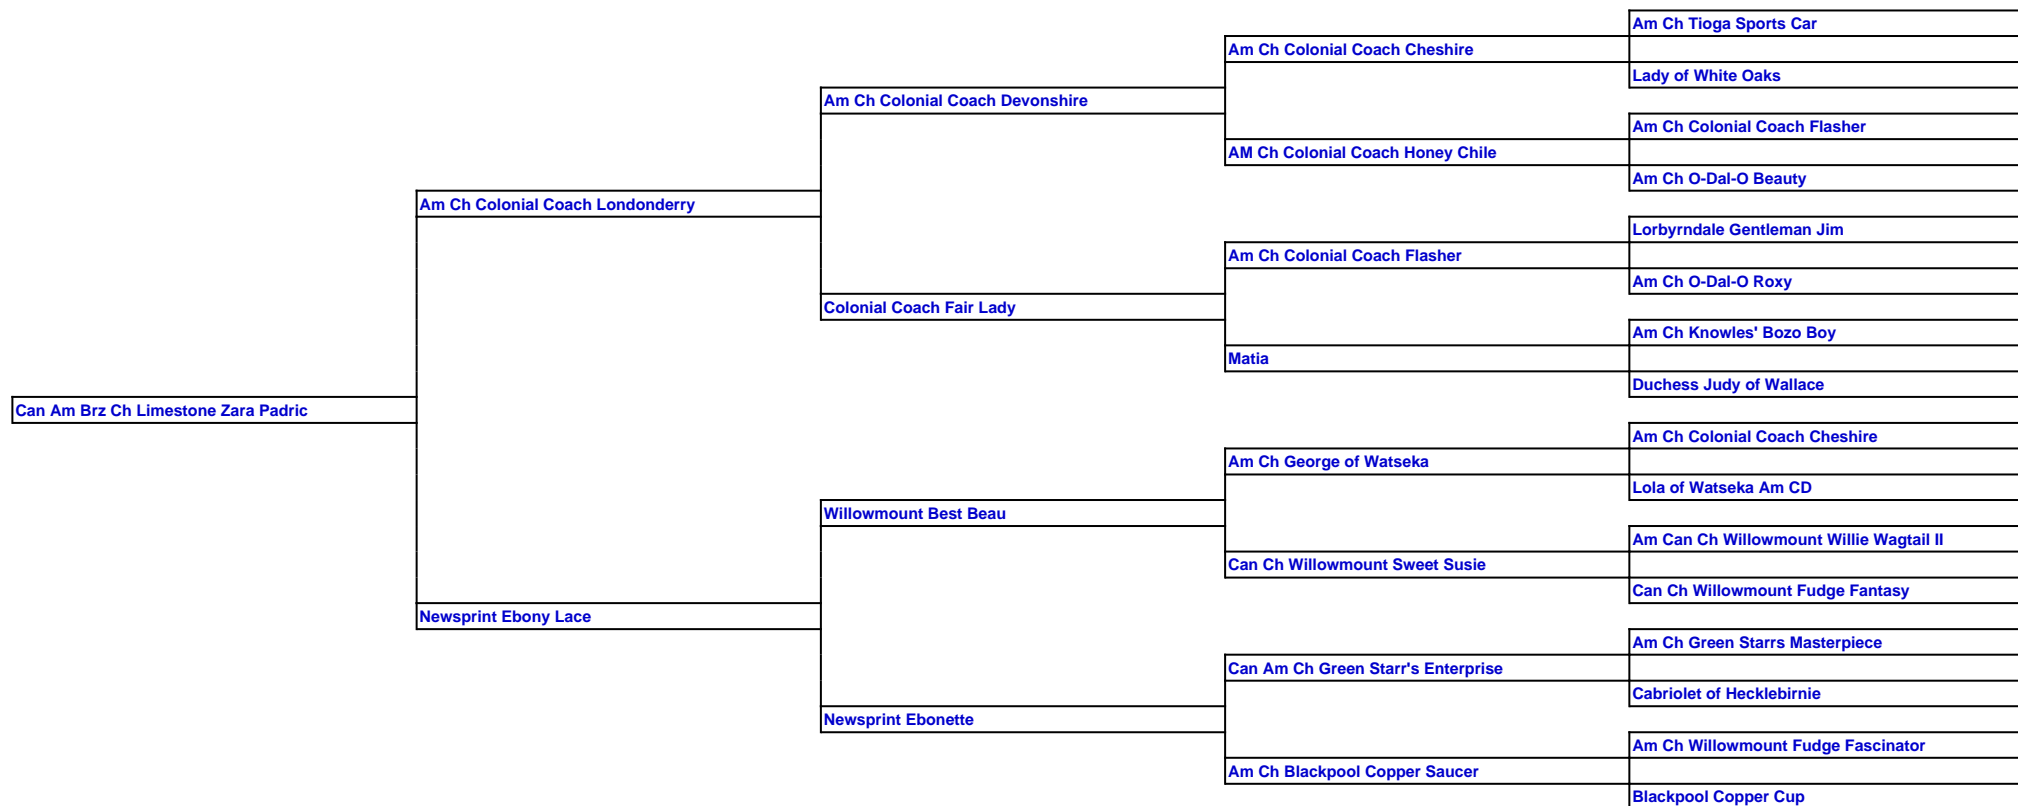 Am Ch Tioga Sports Car
Am Ch Colonial Coach Cheshire
Lady of White Oaks
Am Ch Colonial Coach Devonshire
Am Ch Colonial Coach Flasher
AM Ch Colonial Coach Honey Chile
Am Ch O-Dal-O Beauty
Am Ch Colonial Coach Londonderry
Lorbyrndale Gentleman Jim
Am Ch Colonial Coach Flasher
Am Ch O-Dal-O Roxy
Colonial Coach Fair Lady
Am Ch Knowles' Bozo Boy
Matia
Duchess Judy of Wallace
Can Am Brz Ch Limestone Zara Padric
Am Ch Colonial Coach Cheshire
Am Ch George of Watseka
Lola of Watseka Am CD
Willowmount Best Beau
Am Can Ch Willowmount Willie Wagtail II
Can Ch Willowmount Sweet Susie
Can Ch Willowmount Fudge Fantasy
Newsprint Ebony Lace
Am Ch Green Starrs Masterpiece
Can Am Ch Green Starr's Enterprise
Cabriolet of Hecklebirnie
Newsprint Ebonette
Am Ch Willowmount Fudge Fascinator
Am Ch Blackpool Copper Saucer
Blackpool Copper Cup